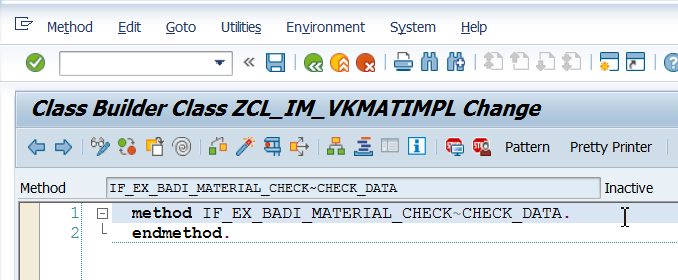 Method Edit Goto Utilities Environment System Help
Class Builder Class ZCL_IM_VKMATIMPL Change
Pattern Pretty Printer
Method IF_EX_BADI_MATERIAL_CHECK~CHECK_DATA Inactive
1 method IF_EX_BADI_MATERIAL_CHECK~CHECK_DATA.
2 endmethod.